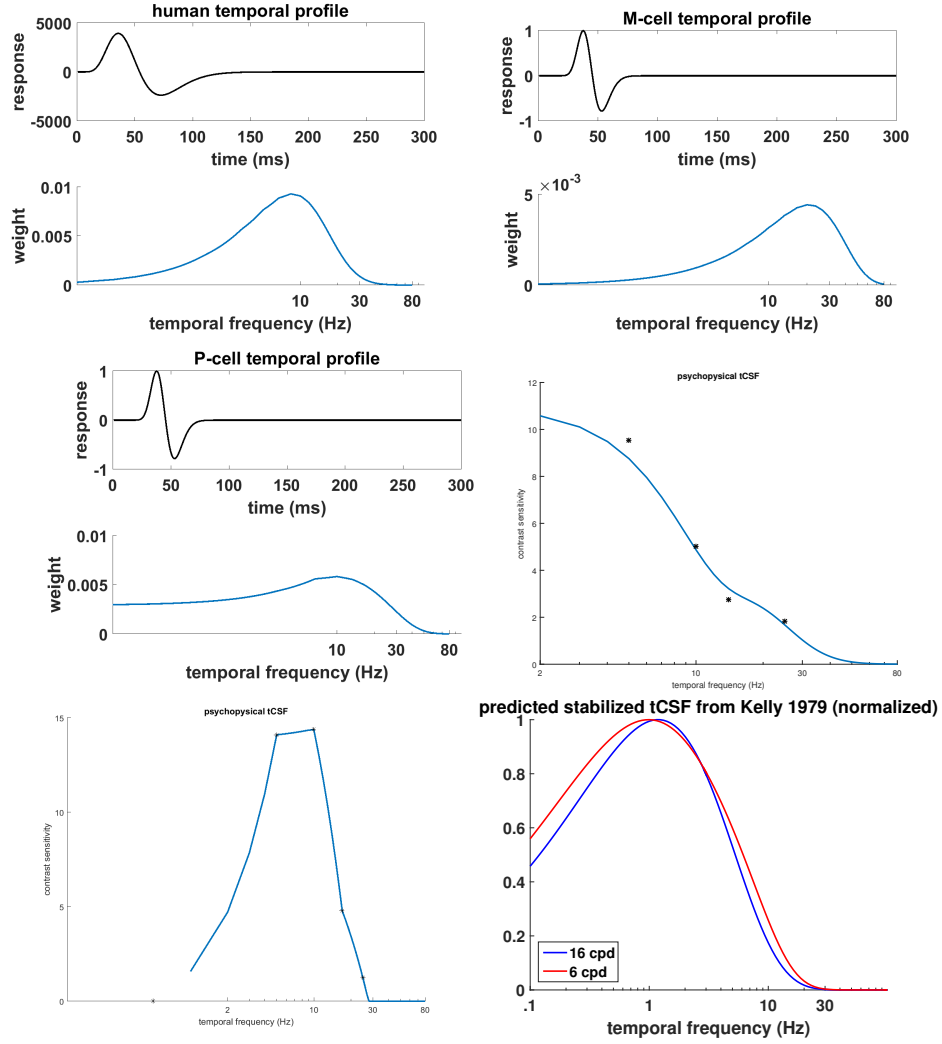 human temporal profile
5000
0
-5000
response
0 50 100 150 200 250 300
time (ms)
0.01
0.005
0
weight
10 30 80
temporal frequency (Hz)
M-cell temporal profile
1
0
-1
response
0 50 100 150 200 250 300
time (ms)
×10-3
5
0
weight
10 30 80
temporal frequency (Hz)
P-cell temporal profile
1
0
-1
response
0 50 100 150 200 250 300
time (ms)
0.01
0.005
0
weight
10 30 80
temporal frequency (Hz)
psychopysical tCSF
12
10
8
6
4
2
0
contrast sensitivity
2 10 30 80
temporal frequency (Hz)
psychopysical tCSF
15
10
5
0
contrast sensitivity
2 10 30 80
temporal frequency (Hz)
predicted stabilized tCSF from Kelly 1979 (normalized)
1
0.8
0.6
0.4
0.2
0
16 cpd
6 cpd
.1 1 10 30
temporal frequency (Hz)